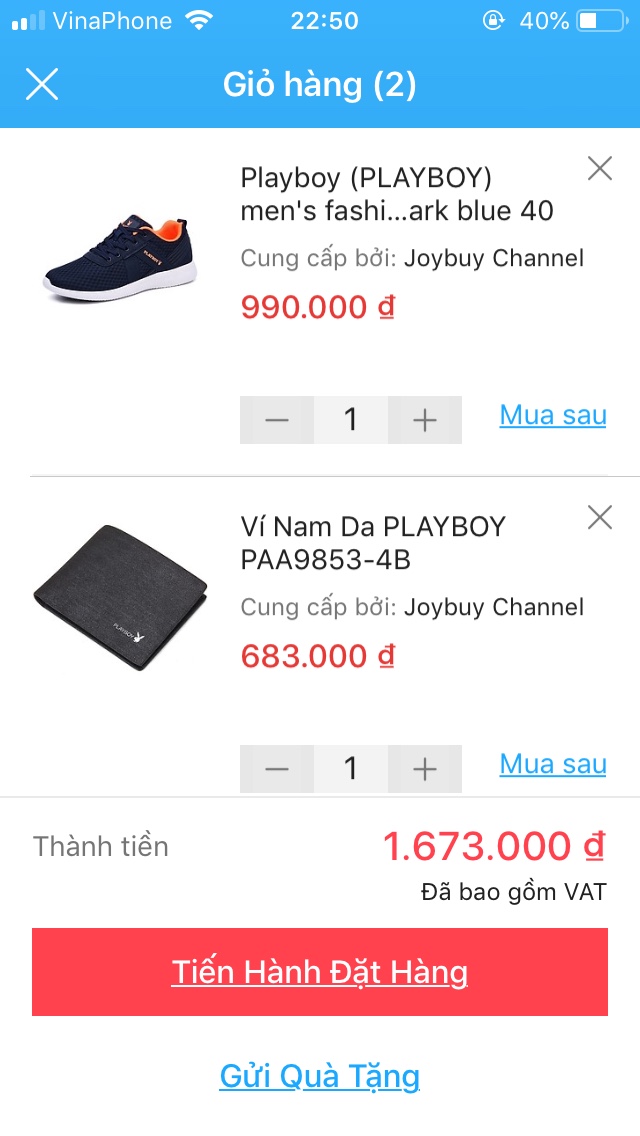 VinaPhone 22:50 40%
Giỏ hàng (2)
Playboy (PLAYBOY)
men's fashi...ark blue 40
Cung cấp bởi: Joybuy Channel
990.000 ₫
1
Mua sau
PLAYBOY
Ví Nam Da PLAYBOY
PAA9853-4B
Cung cấp bởi: Joybuy Channel
683.000 ₫
PLAYBOY
1
Mua sau
Thành tiền
1.673.000 ₫
Đã bao gồm VAT
Tiến Hành Đặt Hàng
Gửi Quà Tặng